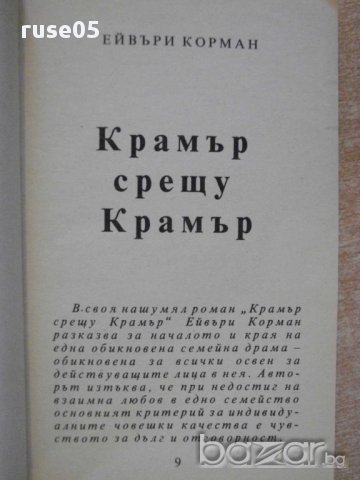 ruse05
ЕЙВЪРИ КОРМАН
Крамър
срещу
Крамър
В своя нашумял роман „Крамър
срещу Крамър“ Ейвъри Корман
разказва за началото и края на
една обикновена семейна драма –
обикновена за всички освен за
действуващите лица в нея. Авто-
рът изтъква, че при недостиг на
взаимна любов в едно семейство
основният критерий за индивиду-
алните човешки качества е чув-
ството за дълг и отговорност.
9
bazar.bg